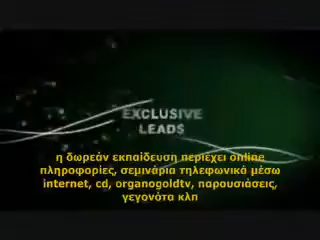 EXCLUSIVE
LEADS
η δωρεάν εκπαίδευση περιέχει online
πληροφορίες, σεμινάρια τηλεφωνικά μέσω
internet, cd, organogoldtv, παρουσιάσεις,
γεγονότα κλπ